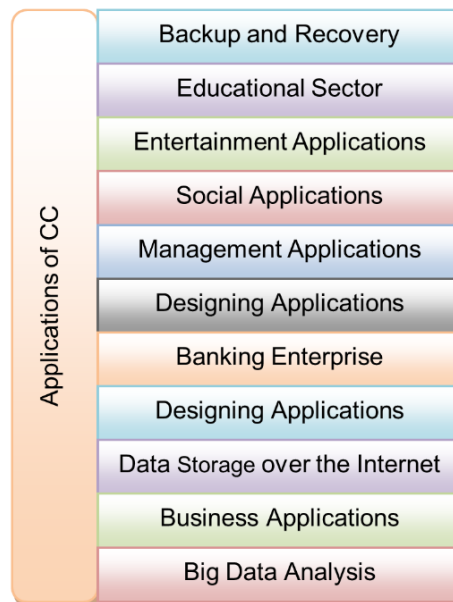 Applications of CC
Backup and Recovery
Educational Sector
Entertainment Applications
Social Applications
Management Applications
Designing Applications
Banking Enterprise
Designing Applications
Data Storage over the Internet
Business Applications
Big Data Analysis